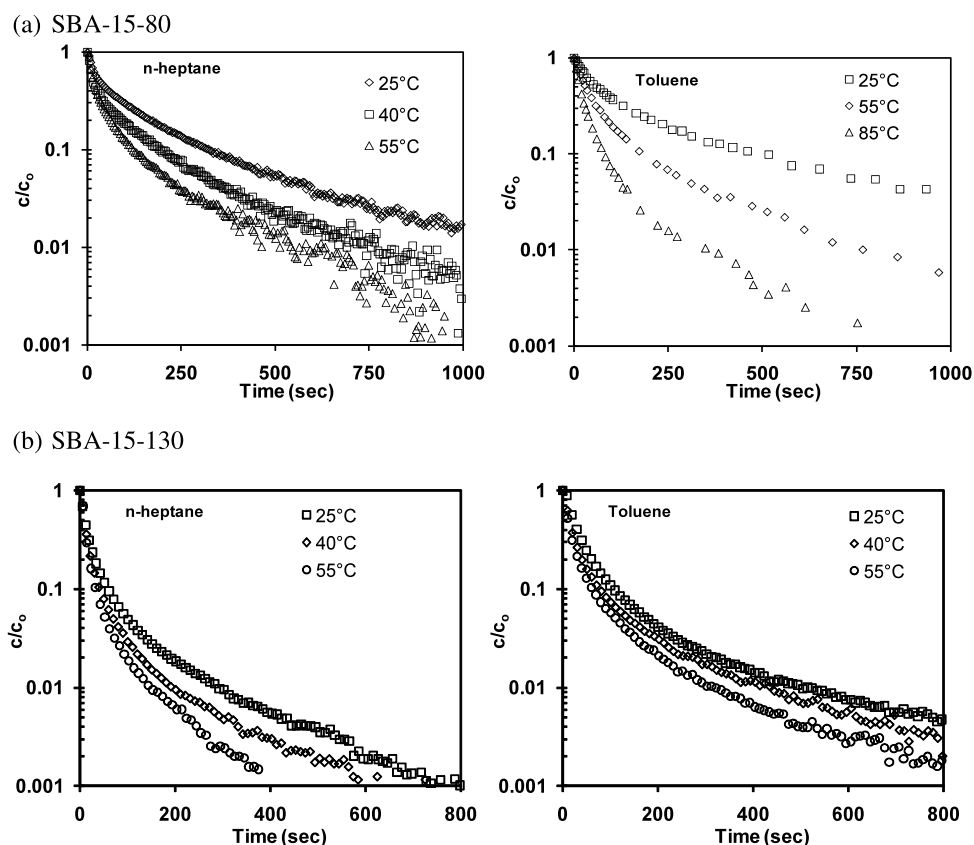 (a) SBA-15-80
n-heptane
◇ 25°C
□ 40°C
△ 55°C
1
0.1
0.01
0.001
c/c₀
0 250 500 750 1000
Time (sec)
Toluene
□ 25°C
◇ 55°C
△ 85°C
1
0.1
0.01
0.001
c/c₀
0 250 500 750 1000
Time (sec)
(b) SBA-15-130
n-heptane
□ 25°C
◇ 40°C
○ 55°C
1
0.1
0.01
0.001
c/c₀
0 200 400 600 800
Time (sec)
Toluene
□ 25°C
◇ 40°C
○ 55°C
1
0.1
0.01
0.001
c/c₀
0 200 400 600 800
Time (sec)